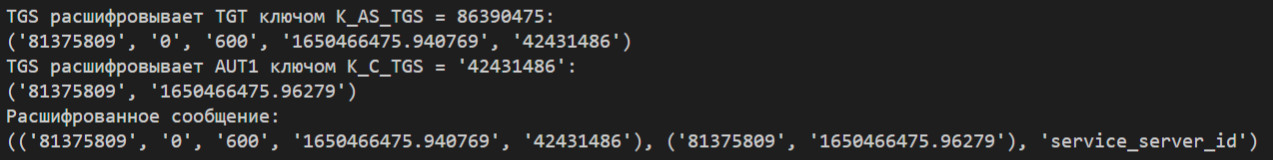 TGS расшифровывает TGT ключом K_AS_TGS = 86390475:
('81375809', '0', '600', '1650466475.940769', '42431486')
TGS расшифровывает AUT1 ключом K_C_TGS = '42431486':
('81375809', '1650466475.96279')
Расшифрованное сообщение:
(('81375809', '0', '600', '1650466475.940769', '42431486'), ('81375809', '1650466475.96279'), 'service_server_id')